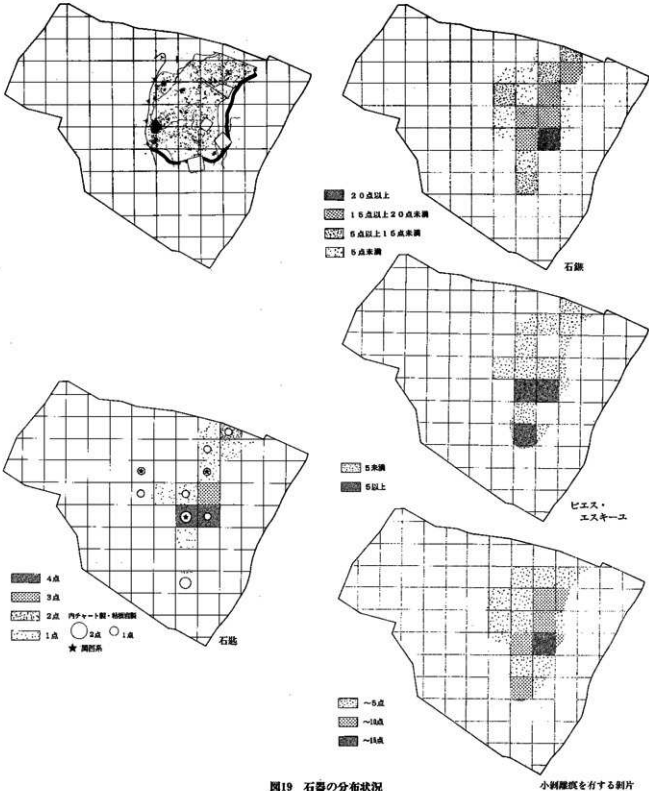 20点以上
15点以上20点未満
5点以上15点未満
5点未満
石鏃
5未満
5以上
ピエス・
エスキーユ
4点
3点
2点
1点
内チャート製・粘板岩製
2点
1点
★ 関西系
石匙
〜5点
〜10点
〜15点
小剥離痕を有する剥片
図19 石器の分布状況